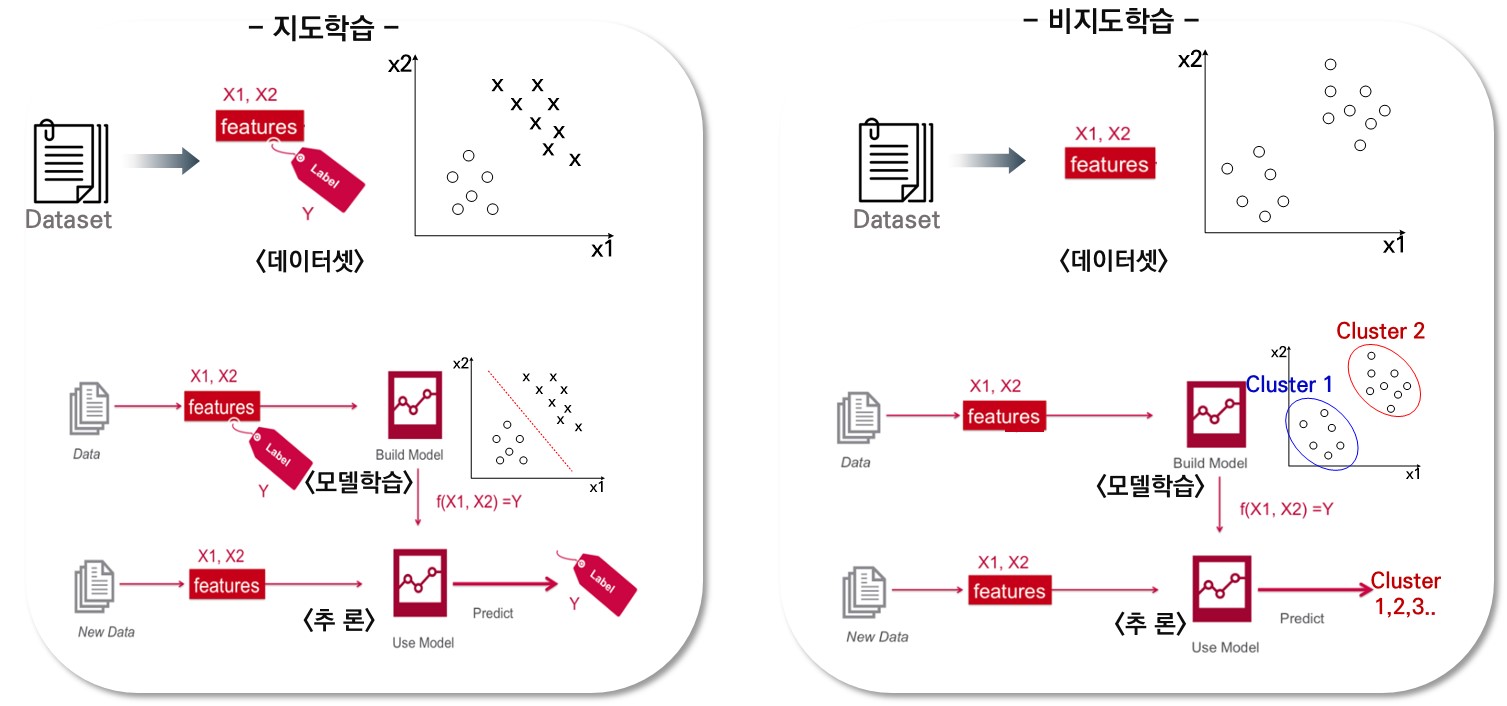 - 지도학습 -
X1, X2
features
Label
Y
Dataset
<데이터셋>
x2
x1
X1, X2
features
Label
Y
Data
Build Model
<모델학습>
x2
x1
f(X1, X2) =Y
X1, X2
features
New Data
<추 론>
Use Model
Predict
Label
Y
- 비지도학습 -
X1, X2
features
Dataset
<데이터셋>
x2
x1
X1, X2
features
Data
Build Model
<모델학습>
Cluster 2
x2
Cluster 1
x1
f(X1, X2) =Y
X1, X2
features
New Data
<추 론>
Use Model
Predict
Cluster
1,2,3..